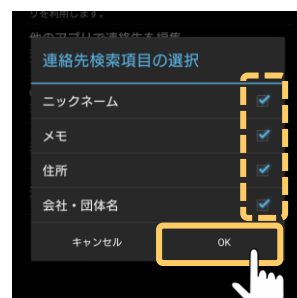 リを利用します。
他のアプリで連絡先を編集
連絡先検索項目の選択
ニックネーム
メモ
住所
会社・団体名
キャンセル
OK